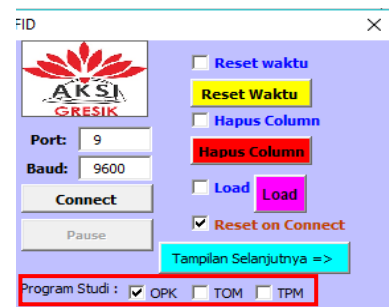 FID
Reset waktu
AKSI
GRESIK
Reset Waktu
Hapus Column
Port: 9
Hapus Column
Baud: 9600
Load Load
Connect
Reset on Connect
Pause
Tampilan Selanjutnya =>
Program Studi : OPK TOM TPM